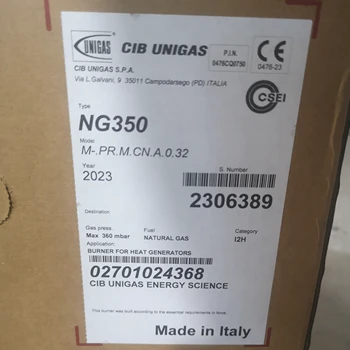 UNIGAS
CIB UNIGAS
CIB UNIGAS S.P.A.
Via L.Galvani, 9 35011 Campodarsego (PD) ITALIA
P.I.N.
0476CQ0750
CE
0476-23
CSEI
Type
NG350
Model
M-.PR.M.CN.A.0.32
Year
2023
S. Number
2306389
Destination
Gas press.
Max 360 mbar
Fuel
NATURAL GAS
Category
I2H
Application:
BURNER FOR HEAT GENERATORS
02701024368
CIB UNIGAS ENERGY SCIENCE
Made in Italy